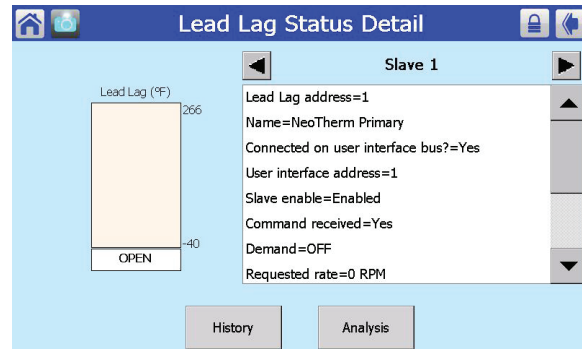 Lead Lag Status Detail
Slave 1
Lead Lag (°F)
266
-40
OPEN
Lead Lag address=1
Name=NeoTherm Primary
Connected on user interface bus?=Yes
User interface address=1
Slave enable=Enabled
Command received=Yes
Demand=OFF
Requested rate=0 RPM
History
Analysis